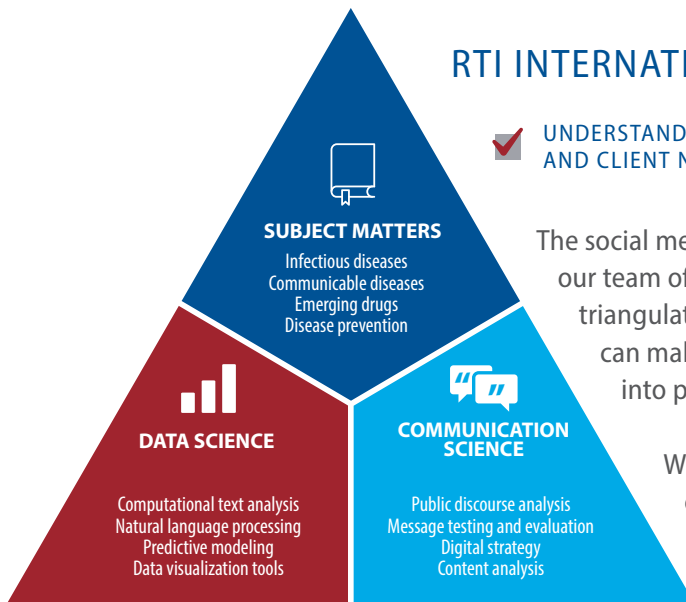 RTI INTERNATI
UNDERSTAND
AND CLIENT N
SUBJECT MATTERS
Infectious diseases
Communicable diseases
Emerging drugs
Disease prevention
The social me
our team of
triangulat
can mal
into p
W
DATA SCIENCE
Computational text analysis
Natural language processing
Predictive modeling
Data visualization tools
COMMUNICATION
SCIENCE
Public discourse analysis
Message testing and evaluation
Digital strategy
Content analysis